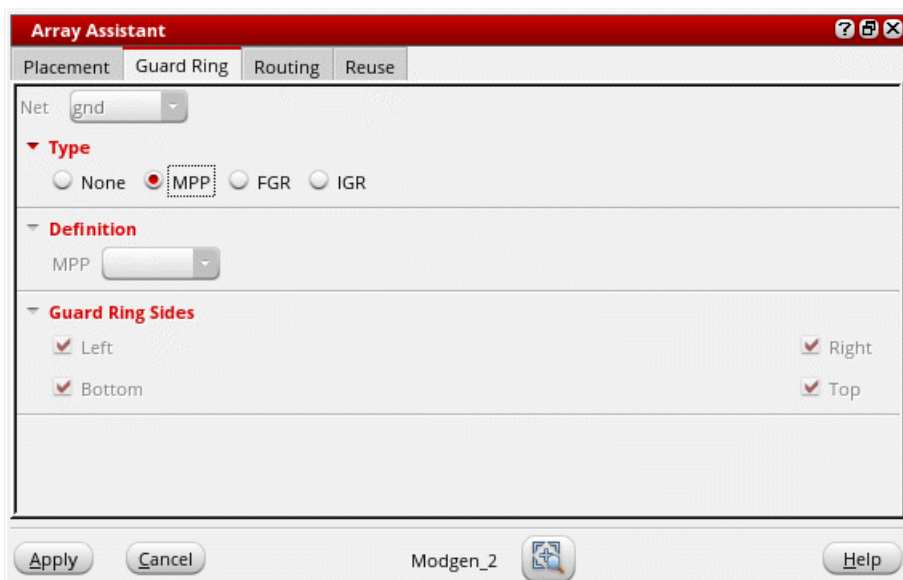 Array Assistant
Placement Guard Ring Routing Reuse
Net gnd
Type
None MPP FGR IGR
Definition
MPP
Guard Ring Sides
Left Right
Bottom Top
Apply Cancel Modgen_2 Help